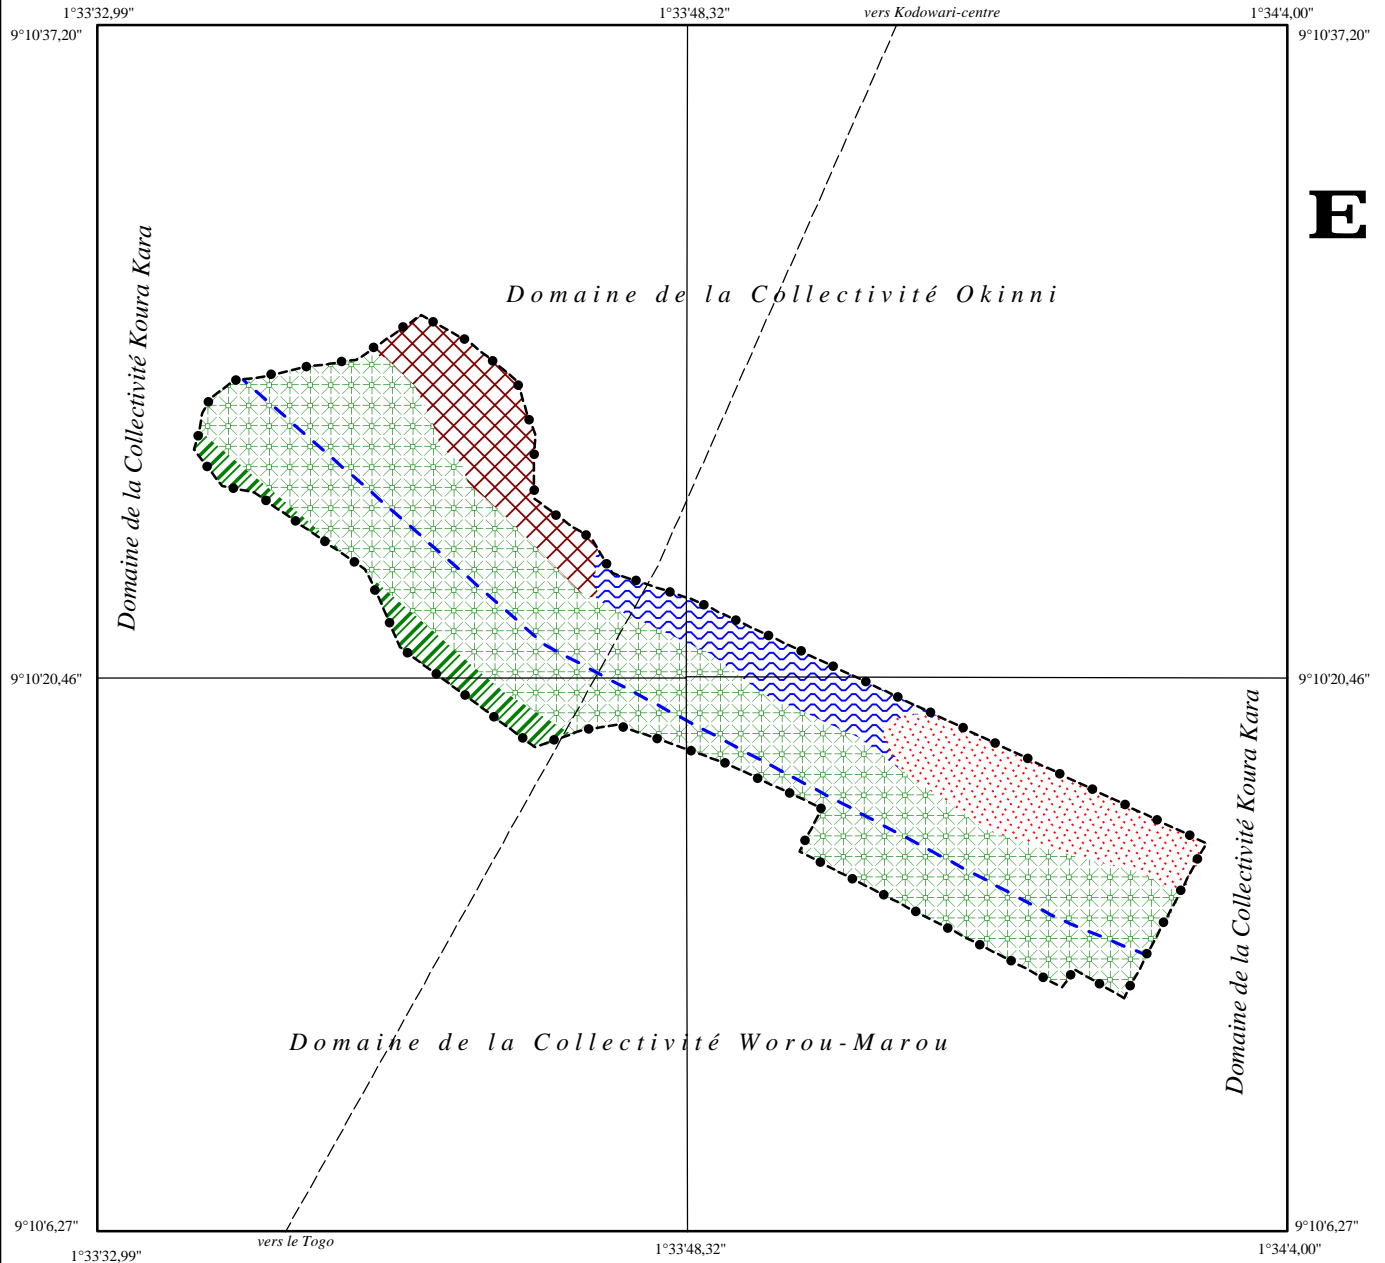 1°33'32,99"
1°33'48,32"
vers Kodowari-centre
1°34'4,00"
9°10'37,20"
9°10'37,20"
E
Domaine de la Collectivité Koura Kara
Domaine de la Collectivité Okinni
9°10'20,46"
9°10'20,46"
Domaine de la Collectivité Koura Kara
Domaine de la Collectivité Worou-Marou
9°10'6,27"
9°10'6,27"
vers le Togo
1°33'32,99"
1°33'48,32"
1°34'4,00"